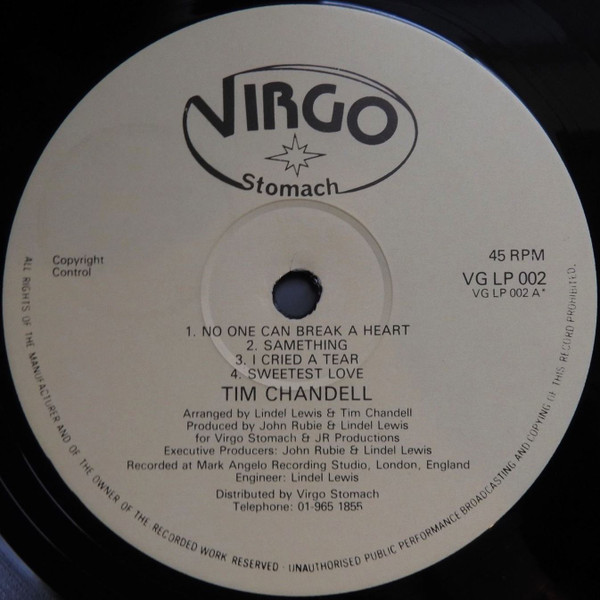 VIRGO
Stomach
Copyright
Control
45 RPM
VG LP 002
VG LP 002 A*
1. NO ONE CAN BREAK A HEART
2. SAMETHING
3. I CRIED A TEAR
4. SWEETEST LOVE
TIM CHANDELL
Arranged by Lindel Lewis & Tim Chandell
Produced by John Rubie & Lindel Lewis
for Virgo Stomach & JR Productions
Executive Producers: John Rubie & Lindel Lewis
Recorded at Mark Angelo Recording Studio, London, England
Engineer: Lindel Lewis
Distributed by Virgo Stomach
Telephone: 01-965 1855
ALL RIGHTS OF THE MANUFACTURER AND OF THE OWNER OF THE RECORDED WORK RESERVED - UNAUTHORISED PUBLIC PERFORMANCE BROADCASTING AND COPYING OF THIS RECORD PROHIBITED.